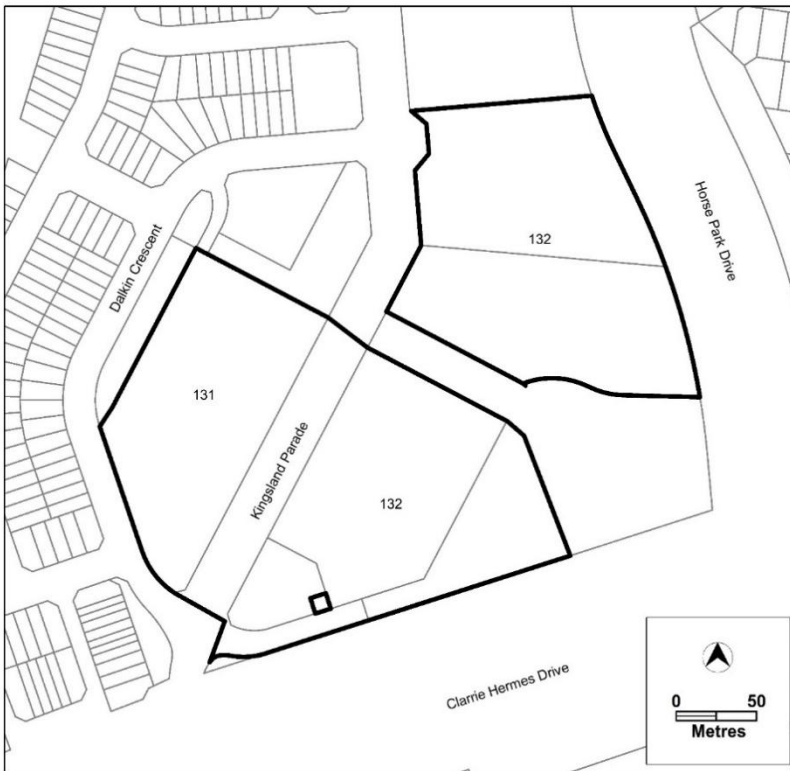 132
Horse Park Drive
Dalkin Crescent
131
Kingsland Parade
132
Clarrie Hermes Drive
0 50
Metres